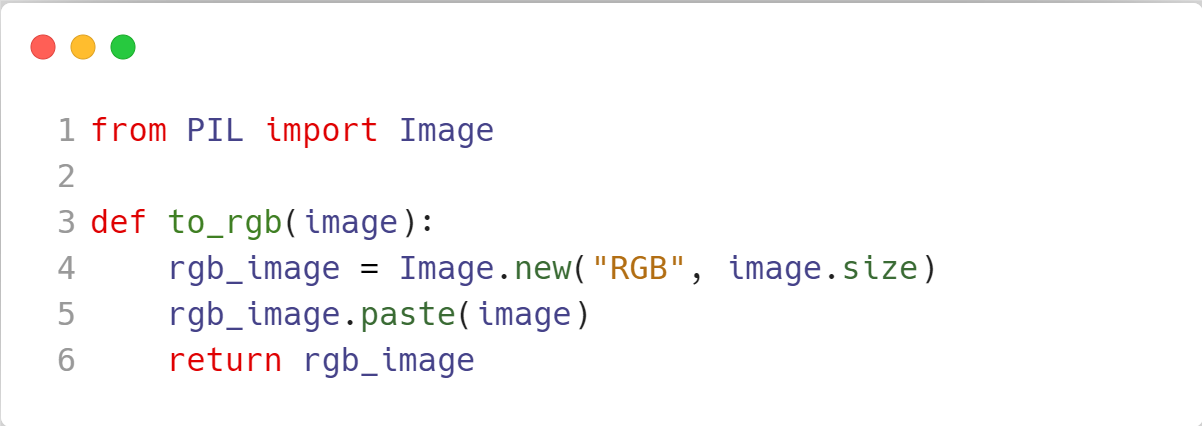 1 from PIL import Image
2
3 def to_rgb(image):
4     rgb_image = Image.new("RGB", image.size)
5     rgb_image.paste(image)
6     return rgb_image